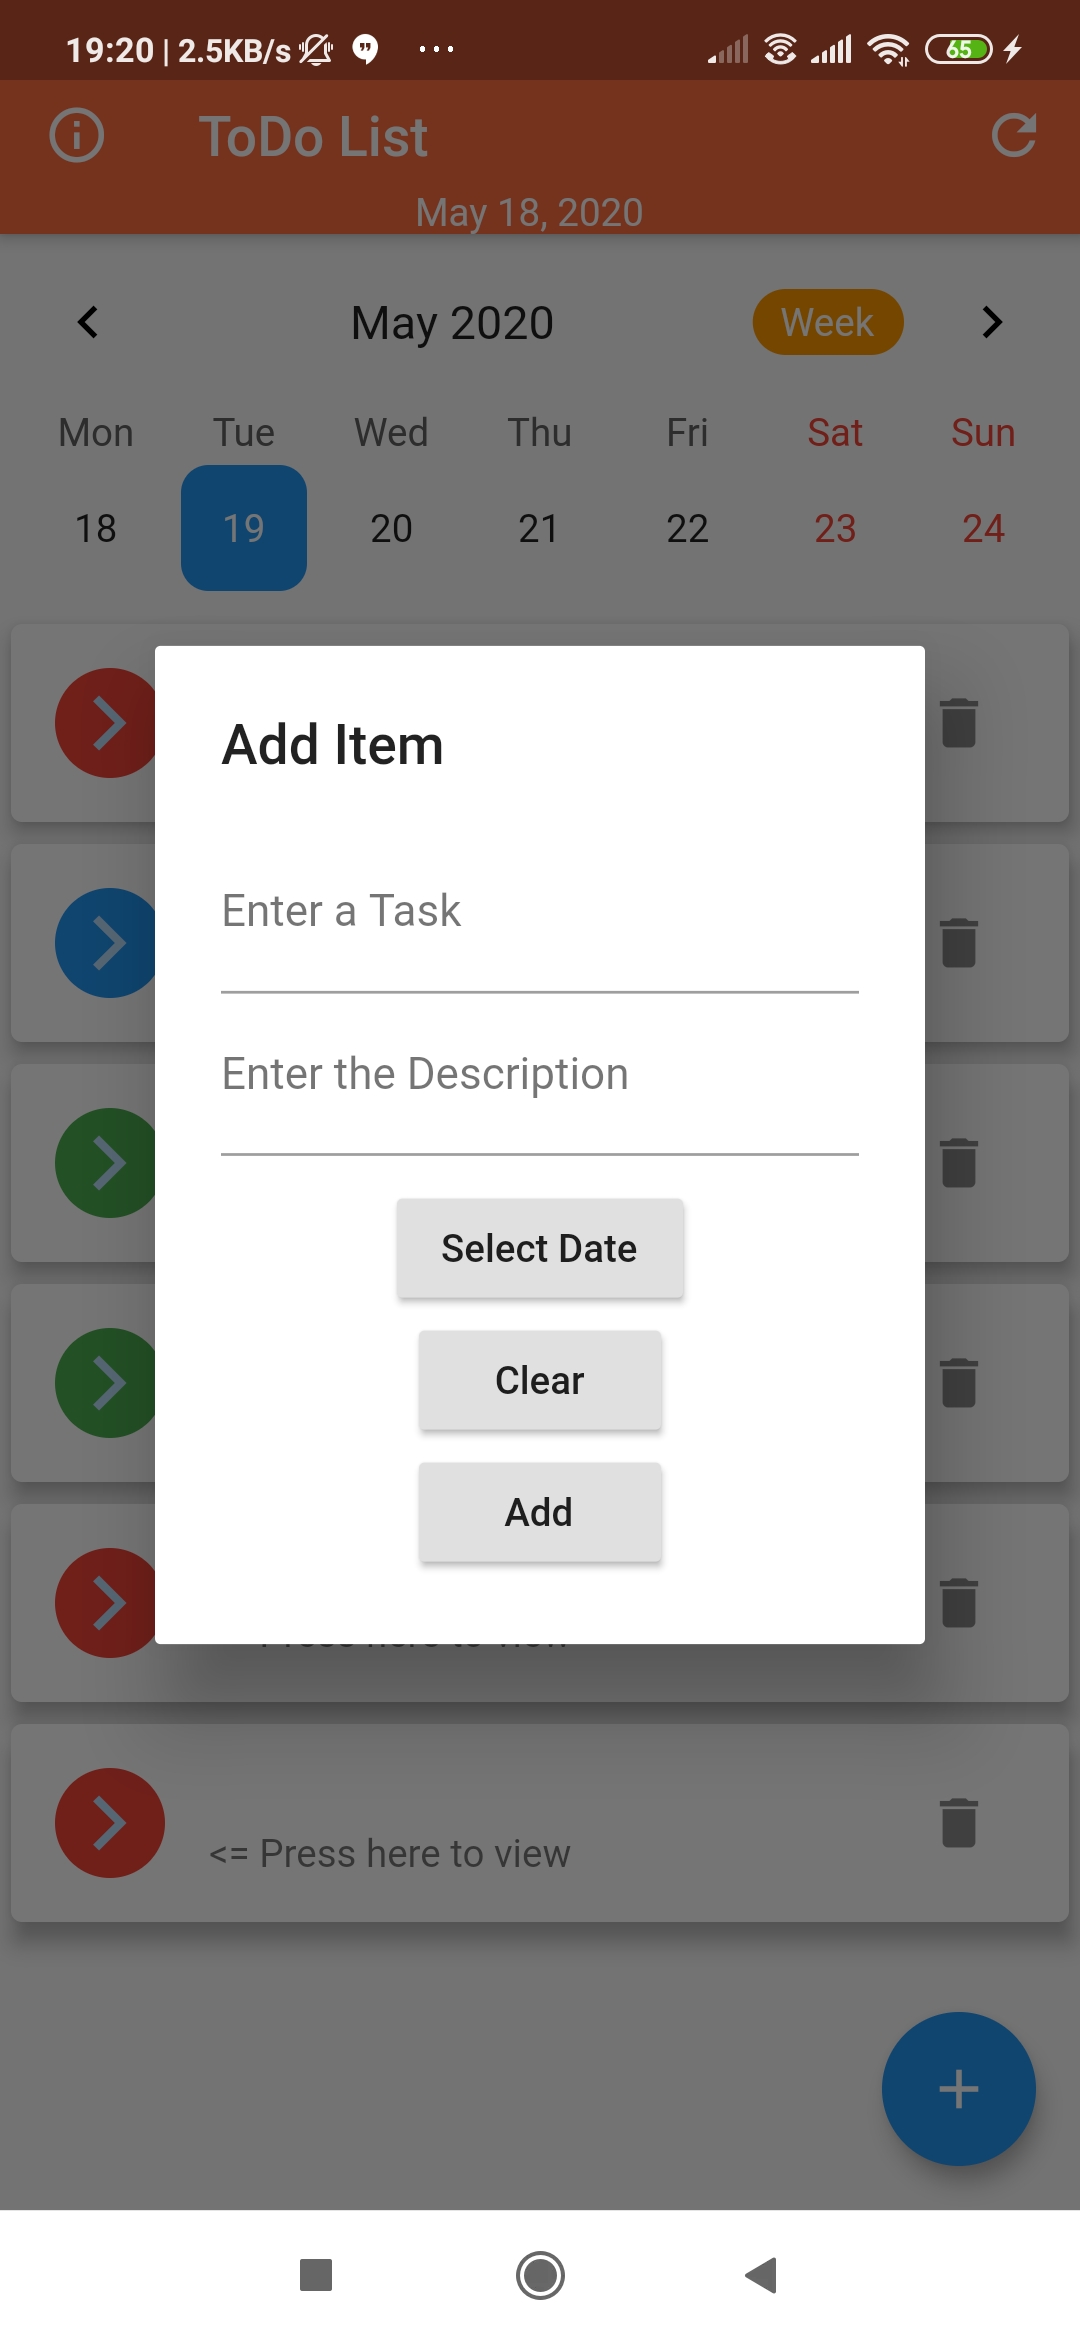 19:20 | 2.5KB/s ... 65
ToDo List
May 18, 2020
May 2020 Week
Mon Tue Wed Thu Fri Sat Sun
18 19 20 21 22 23 24
Add Item
Enter a Task
Enter the Description
Select Date
Clear
Add
<= Press here to view